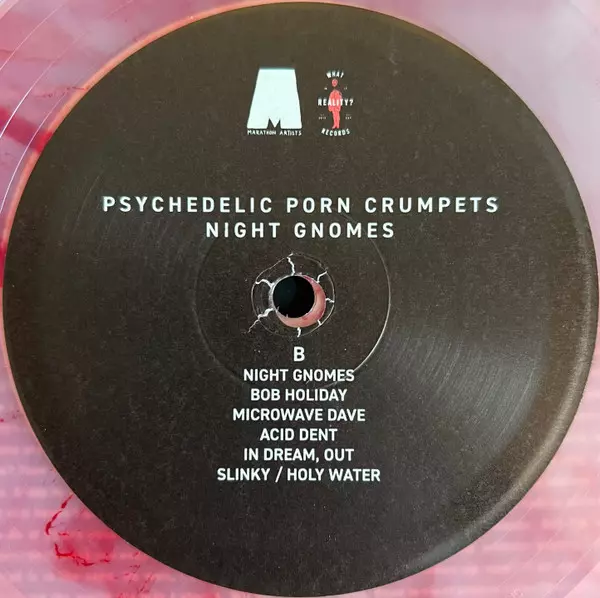 WHAT
REALITY?
RECORDS
MARATHON ARTISTS
PSYCHEDELIC PORN CRUMPETS
NIGHT GNOMES
B
NIGHT GNOMES
BOB HOLIDAY
MICROWAVE DAVE
ACID DENT
IN DREAM, OUT
SLINKY / HOLY WATER